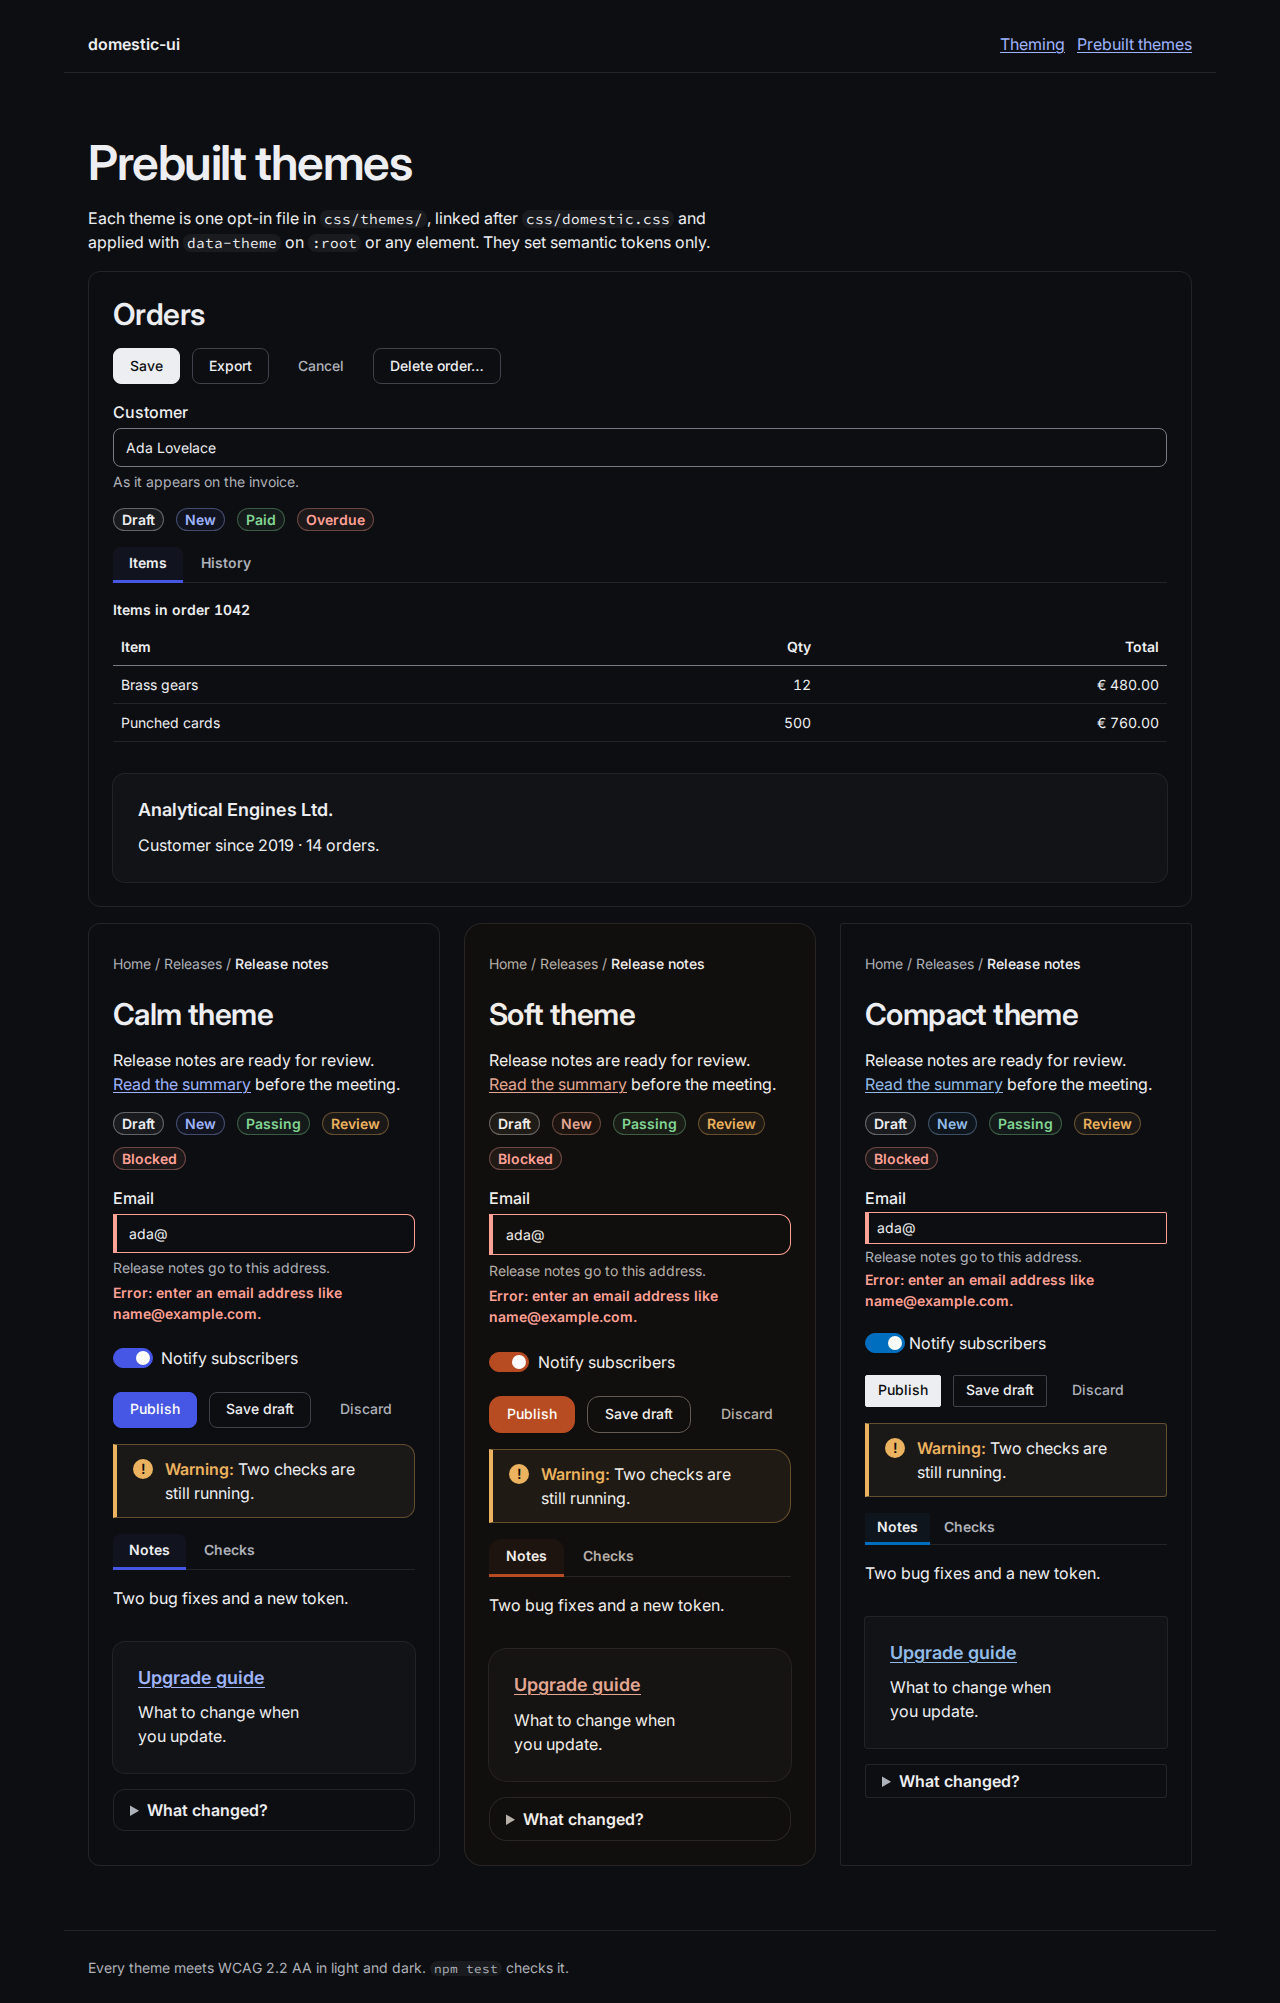 domestic-ui
Theming Prebuilt themes
Prebuilt themes
Each theme is one opt-in file in css/themes/, linked after css/domestic.css and
applied with data-theme on :root or any element. They set semantic tokens only.
Orders
Save Export Cancel Delete order…
Customer
Ada Lovelace
As it appears on the invoice.
Draft New Paid Overdue
Items History
Items in order 1042
Item Qty Total
Brass gears 12 € 480.00
Punched cards 500 € 760.00
Analytical Engines Ltd.
Customer since 2019 · 14 orders.
Home / Releases / Release notes
Calm theme
Release notes are ready for review.
Read the summary before the meeting.
Draft New Passing Review
Blocked
Email
ada@
Release notes go to this address.
Error: enter an email address like
name@example.com.
Notify subscribers
Publish Save draft Discard
! Warning: Two checks are
still running.
Notes Checks
Two bug fixes and a new token.
Upgrade guide
What to change when
you update.
What changed?
Home / Releases / Release notes
Soft theme
Release notes are ready for review.
Read the summary before the meeting.
Draft New Passing Review
Blocked
Email
ada@
Release notes go to this address.
Error: enter an email address like
name@example.com.
Notify subscribers
Publish Save draft Discard
! Warning: Two checks are
still running.
Notes Checks
Two bug fixes and a new token.
Upgrade guide
What to change when
you update.
What changed?
Home / Releases / Release notes
Compact theme
Release notes are ready for review.
Read the summary before the meeting.
Draft New Passing Review
Blocked
Email
ada@
Release notes go to this address.
Error: enter an email address like
name@example.com.
Notify subscribers
Publish Save draft Discard
! Warning: Two checks are
still running.
Notes Checks
Two bug fixes and a new token.
Upgrade guide
What to change when
you update.
What changed?
Every theme meets WCAG 2.2 AA in light and dark. npm test checks it.